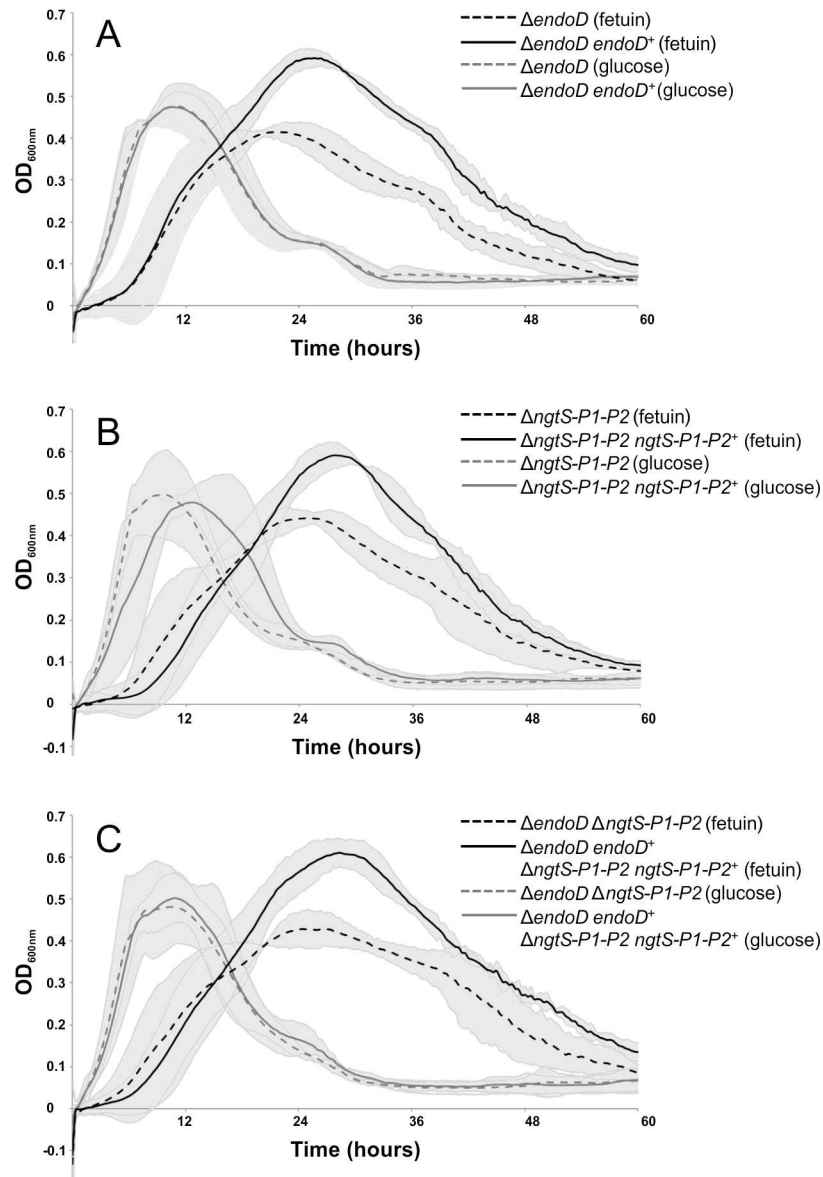 A
ΔendoD (fetuin)
ΔendoD endoD⁺ (fetuin)
ΔendoD (glucose)
ΔendoD endoD⁺ (glucose)
OD₆₀₀nm
0.7
0.6
0.5
0.4
0.3
0.2
0.1
0
12
24
36
48
60
Time (hours)
B
ΔngtS-P1-P2 (fetuin)
ΔngtS-P1-P2 ngtS-P1-P2⁺ (fetuin)
ΔngtS-P1-P2 (glucose)
ΔngtS-P1-P2 ngtS-P1-P2⁺ (glucose)
OD₆₀₀nm
0.7
0.6
0.5
0.4
0.3
0.2
0.1
0
-0.1
12
24
36
48
60
Time (hours)
C
ΔendoD ΔngtS-P1-P2 (fetuin)
ΔendoD endoD⁺
ΔngtS-P1-P2 ngtS-P1-P2⁺ (fetuin)
ΔendoD ΔngtS-P1-P2 (glucose)
ΔendoD endoD⁺
ΔngtS-P1-P2 ngtS-P1-P2⁺ (glucose)
OD₆₀₀nm
0.7
0.6
0.5
0.4
0.3
0.2
0.1
0
-0.1
12
24
36
48
60
Time (hours)